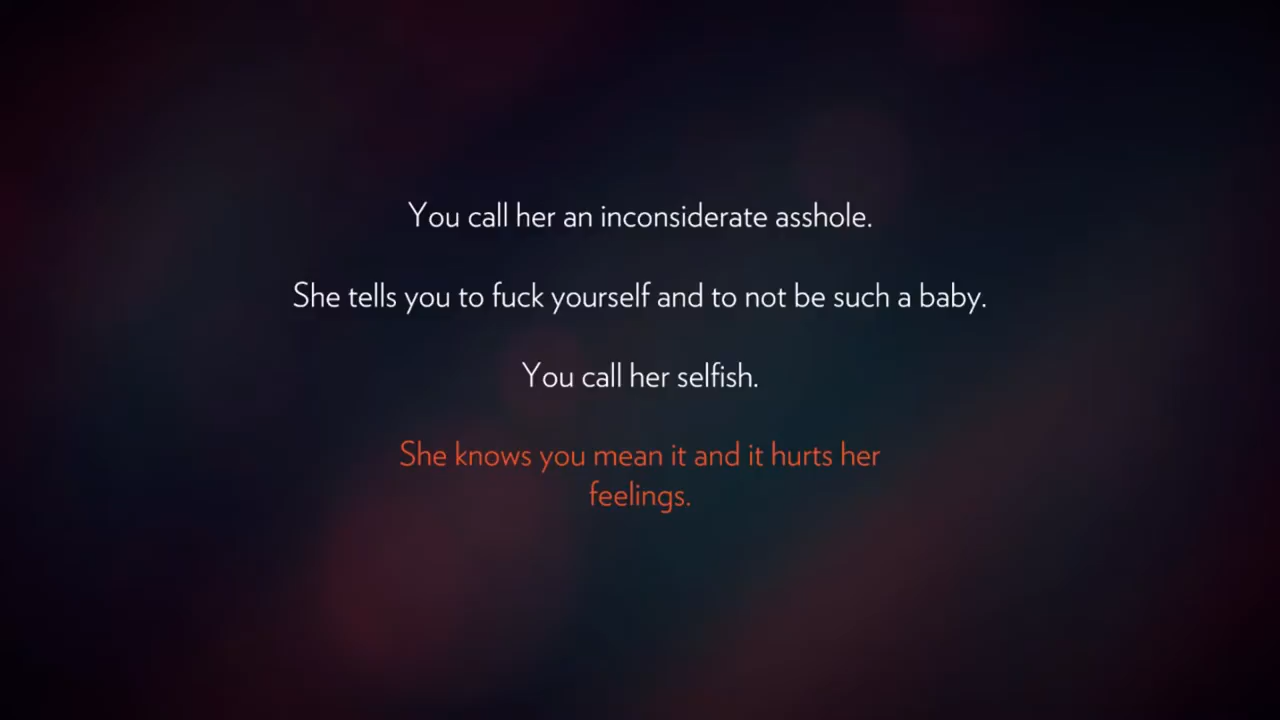 You call her an inconsiderate asshole.
She tells you to fuck yourself and to not be such a baby.
You call her selfish.
She knows you mean it and it hurts her
feelings.